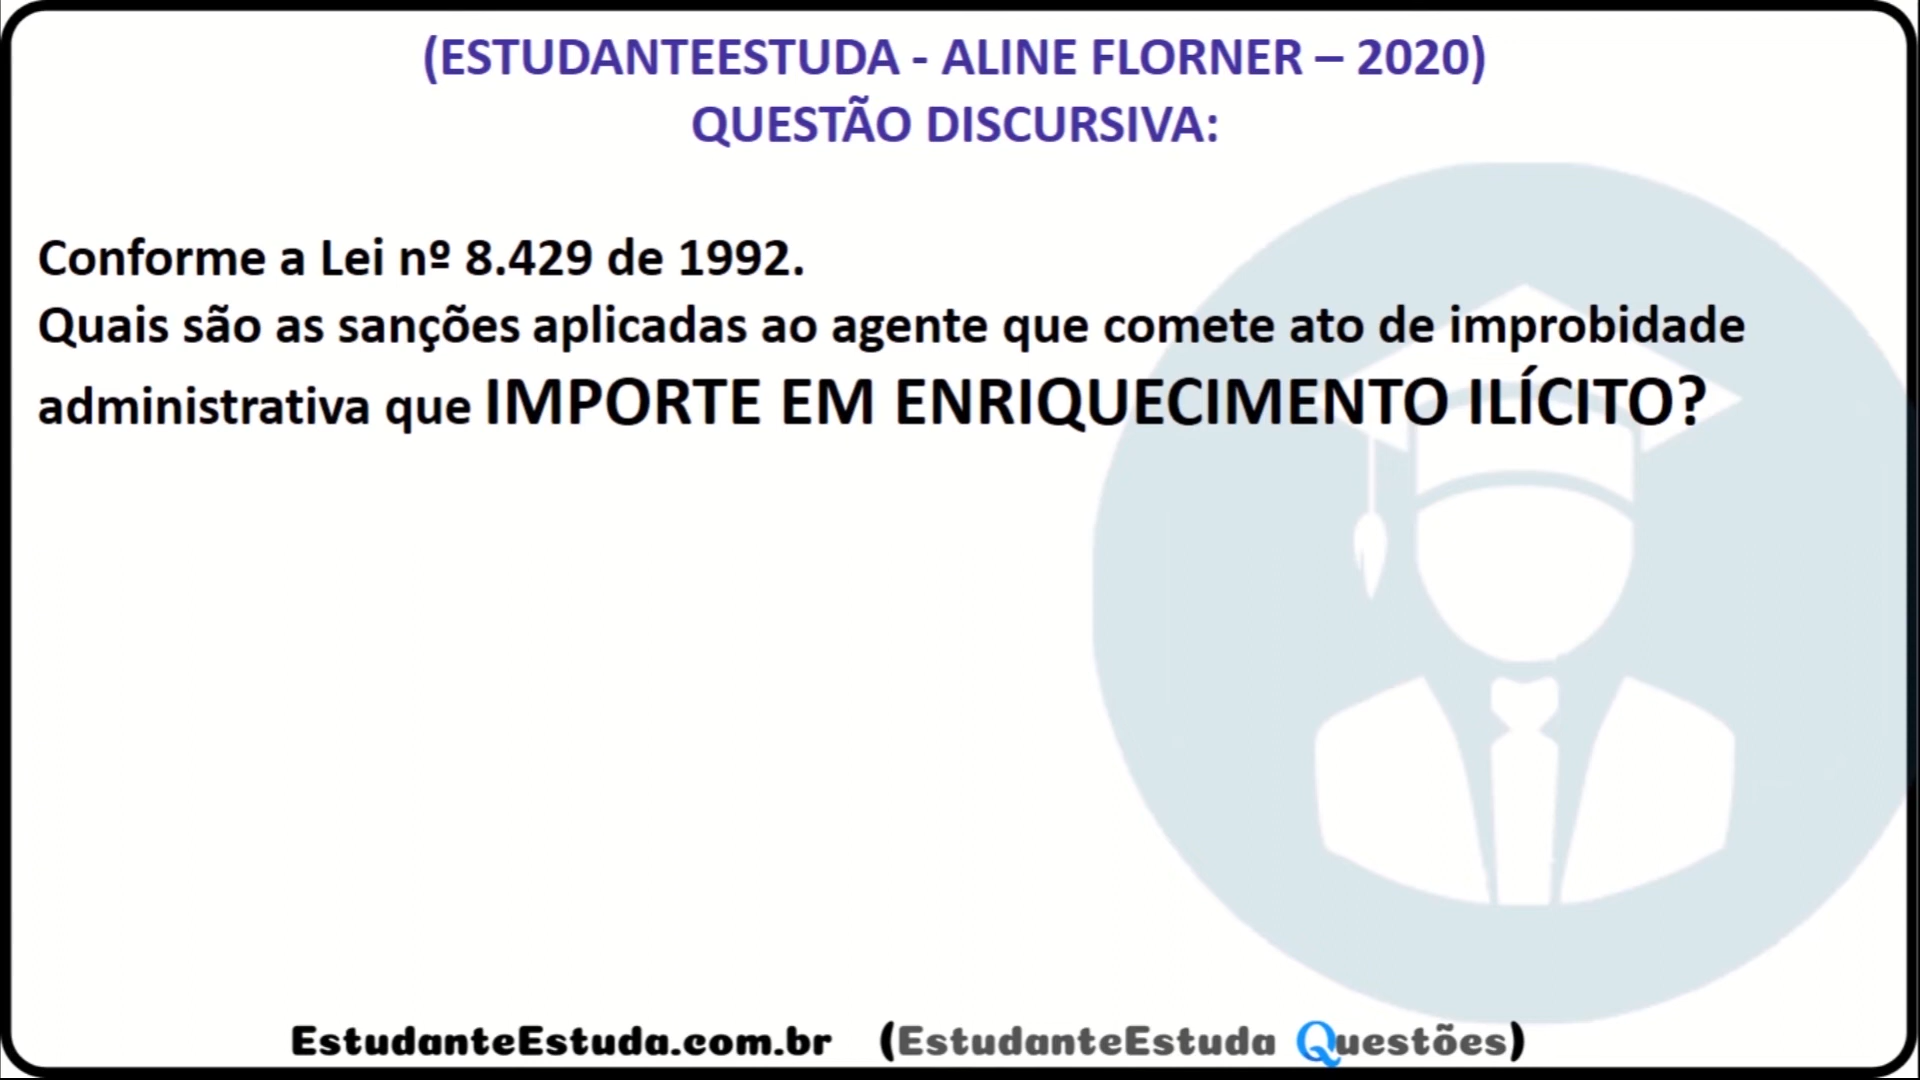 (ESTUDANTEESTUDA - ALINE FLORNER – 2020)
QUESTÃO DISCURSIVA:
Conforme a Lei nº 8.429 de 1992.
Quais são as sanções aplicadas ao agente que comete ato de improbidade
administrativa que IMPORTE EM ENRIQUECIMENTO ILÍCITO?
EstudanteEstuda.com.br (EstudanteEstuda Questões)